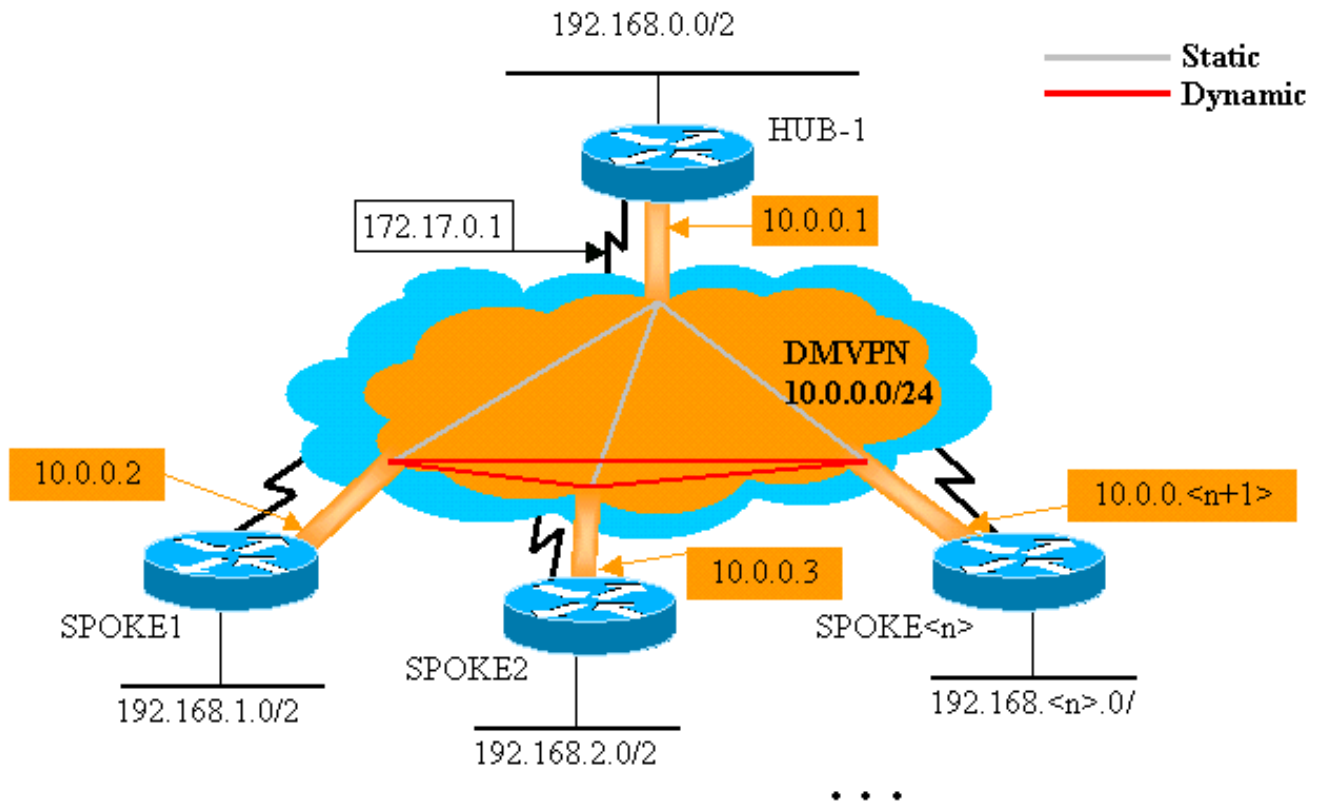 192.168.0.0/2
Static
Dynamic
HUB-1
172.17.0.1
10.0.0.1
DMVPN
10.0.0.0/24
10.0.0.2
10.0.0.<n+1>
10.0.0.3
SPOKE1
SPOKE2
SPOKE<n>
192.168.1.0/2
192.168.2.0/2
192.168.<n>.0/
. . .